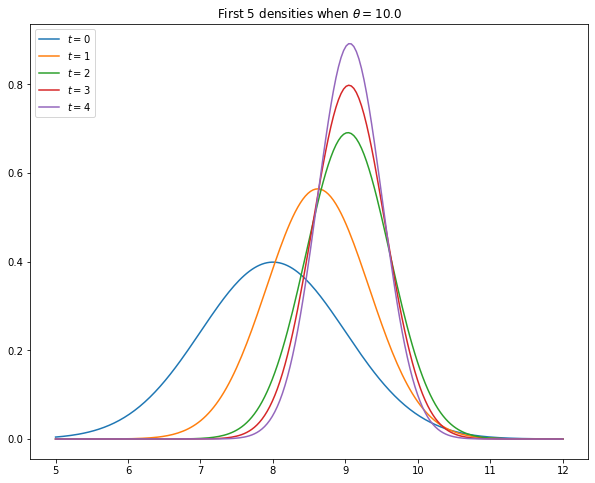 First 5 densities when θ = 10.0
t = 0
t = 1
t = 2
t = 3
t = 4
0.8
0.6
0.4
0.2
0.0
5 6 7 8 9 10 11 12